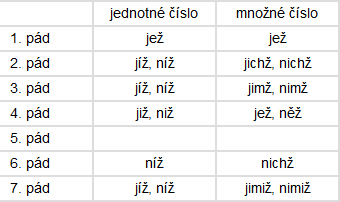 jednotné číslo množné číslo
1. pád jež jež
2. pád jíž, níž jichž, nichž
3. pád jíž, níž jimž, nimž
4. pád již, niž jež, něž
5. pád
6. pád níž nichž
7. pád jíž, níž jimiž, nimiž